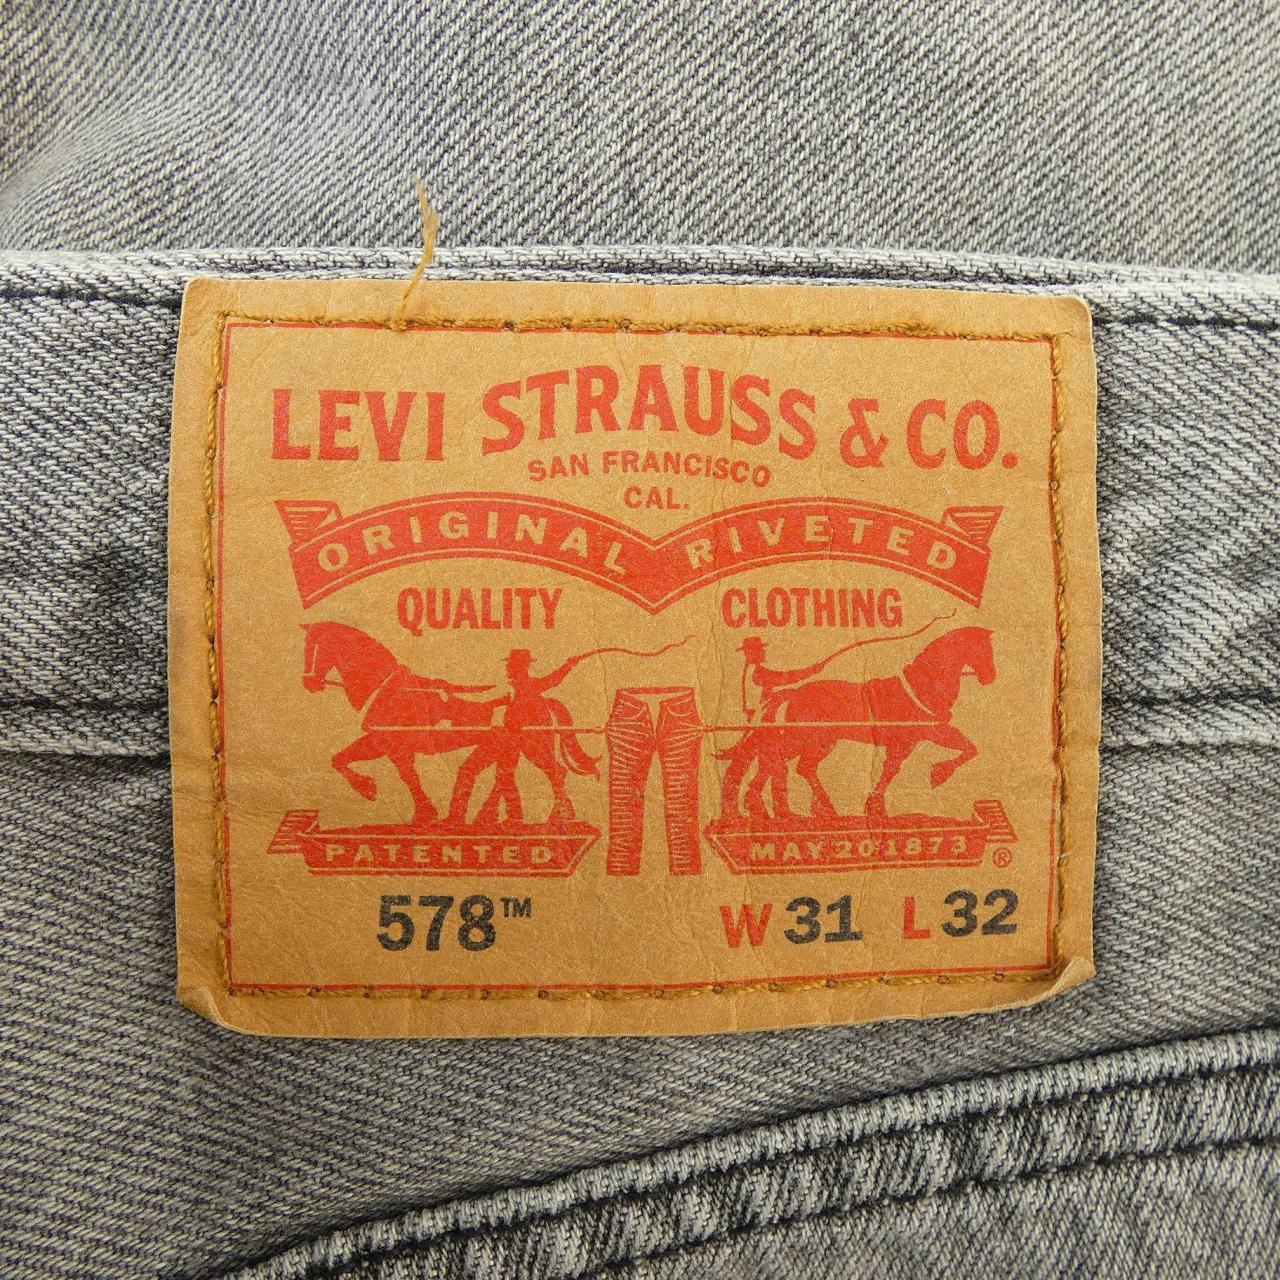 LEVI STRAUSS & CO.
SAN FRANCISCO
CAL.
ORIGINAL RIVETED
QUALITY CLOTHING
PATENTED MAY 20 1873 ®
578™ W 31 L 32